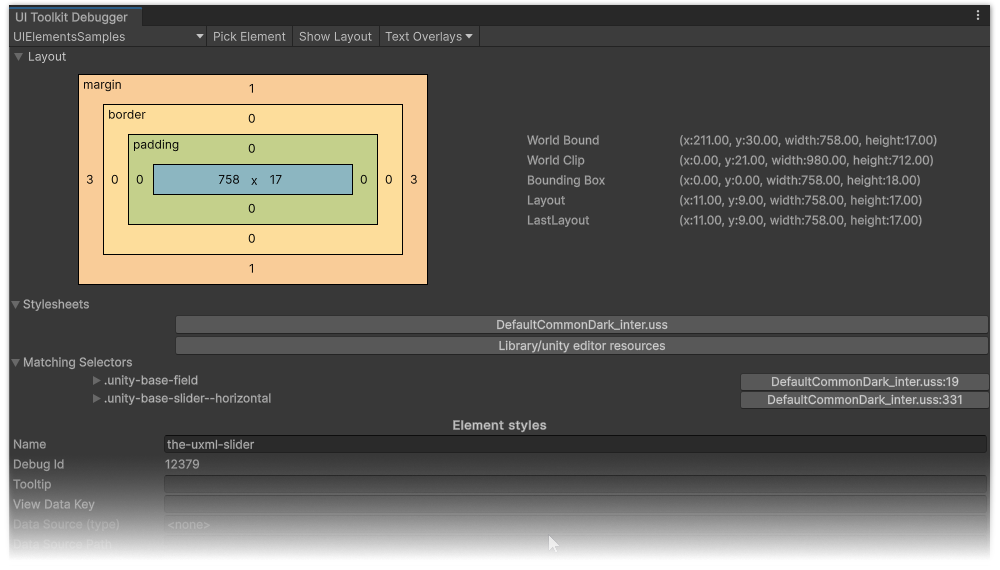 UI Toolkit Debugger
UIElementsSamples Pick Element Show Layout Text Overlays
Layout
margin 1
border 0
padding 0
3 0 0 758 x 17 0 0 3
0
0
1
World Bound (x:211.00, y:30.00, width:758.00, height:17.00)
World Clip (x:0.00, y:21.00, width:980.00, height:712.00)
Bounding Box (x:0.00, y:0.00, width:758.00, height:18.00)
Layout (x:11.00, y:9.00, width:758.00, height:17.00)
LastLayout (x:11.00, y:9.00, width:758.00, height:17.00)
Stylesheets
DefaultCommonDark_inter.uss
Library/unity editor resources
Matching Selectors
.unity-base-field DefaultCommonDark_inter.uss:19
.unity-base-slider--horizontal DefaultCommonDark_inter.uss:331
Element styles
Name the-uxml-slider
Debug Id 12379
Tooltip
View Data Key
Data Source (type) <none>
Data Source Path